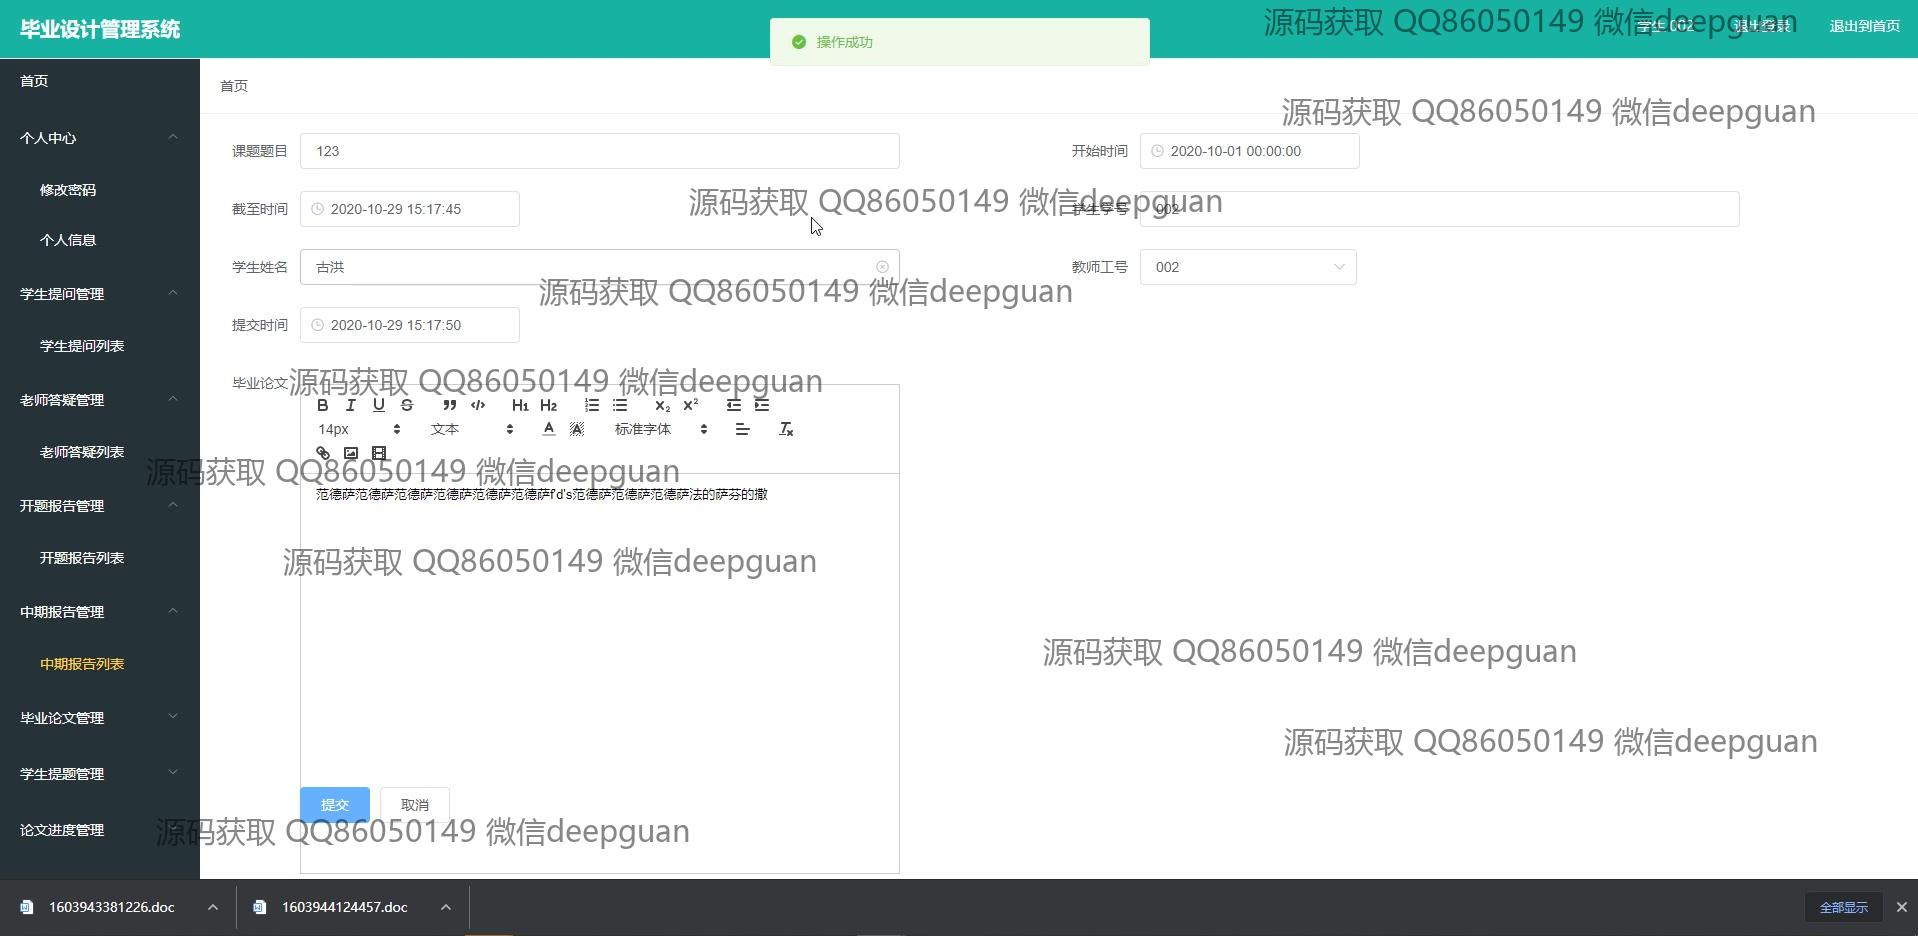 毕业设计管理系统
操作成功
源码获取 QQ86050149 微信deepguan
学生 002
退出登录
退出到首页
首页
首页
源码获取 QQ86050149 微信deepguan
个人中心
课题题目
123
开始时间
2020-10-01 00:00:00
修改密码
截至时间
2020-10-29 15:17:45
源码获取 QQ86050149 微信deepguan
学生学号
002
个人信息
学生姓名
古洪
教师工号
002
学生提问管理
源码获取 QQ86050149 微信deepguan
提交时间
2020-10-29 15:17:50
学生提问列表
毕业论文
源码获取 QQ86050149 微信deepguan
老师答疑管理
B I U S H1 H2 X2 X2
14px
文本
A A
标准字体
老师答疑列表
源码获取 QQ86050149 微信deepguan
范德萨范德萨范德萨范德萨范德萨范德萨f'd's范德萨范德萨范德萨法的萨芬的撒
开题报告管理
开题报告列表
源码获取 QQ86050149 微信deepguan
中期报告管理
中期报告列表
源码获取 QQ86050149 微信deepguan
毕业论文管理
源码获取 QQ86050149 微信deepguan
学生提题管理
提交
取消
论文进度管理
源码获取 QQ86050149 微信deepguan
1603943381226.doc
1603944124457.doc
全部显示